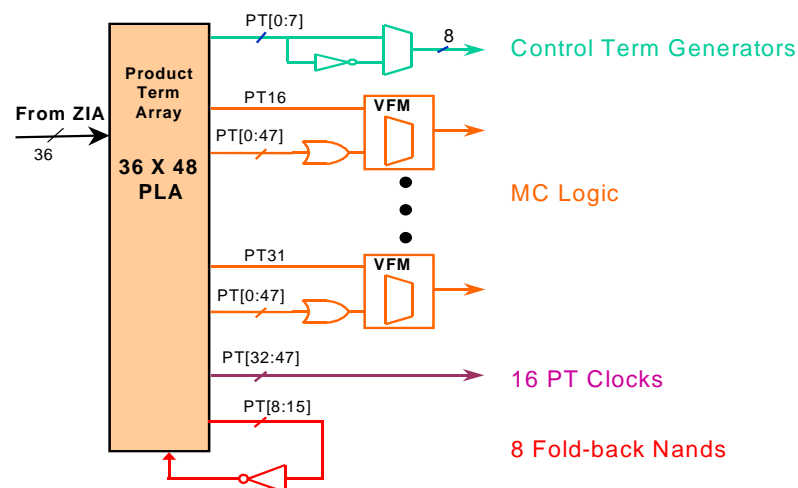 PT[0:7]
8
Control Term Generators
Product
Term
Array
36 X 48
PLA
From ZIA
36
PT16
VFM
PT[0:47]
MC Logic
PT31
VFM
PT[0:47]
PT[32:47]
16 PT Clocks
PT[8:15]
8 Fold-back Nands